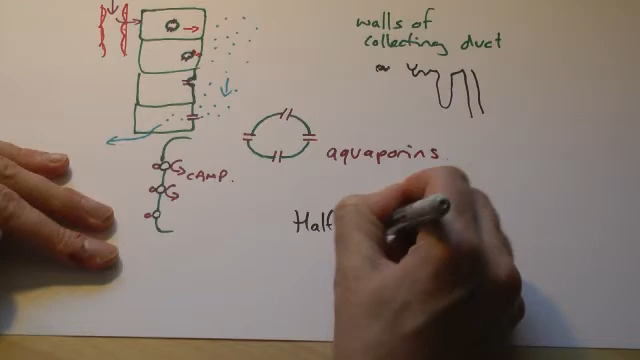 walls of
collecting duct
aquaporins
cAMP.
Half